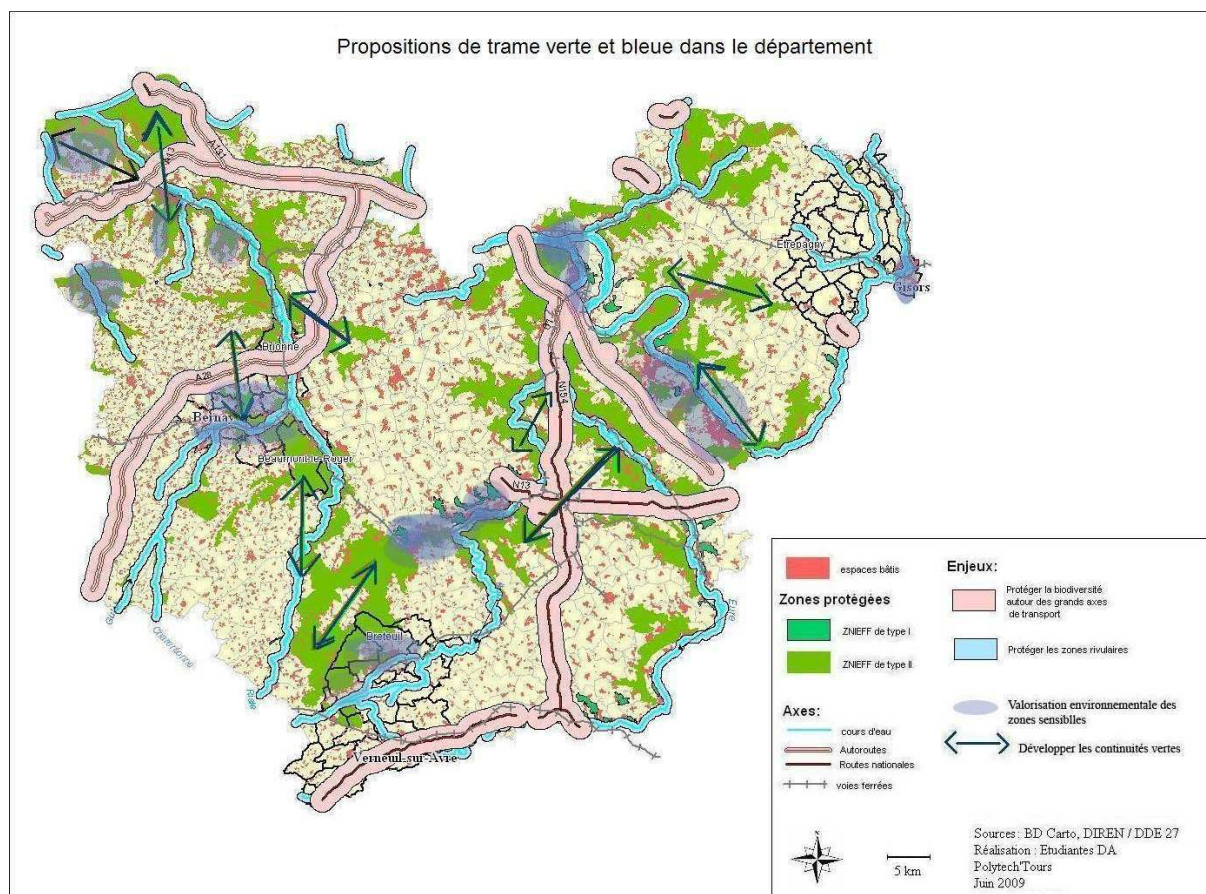 Propositions de trame verte et bleue dans le département
A131
Etrepagny
Gisors
Brionne
A28
N154
Bernay
Beaumont-le-Roger
N13
Eure
Charentonne
Risle
Breteuil
Verneuil-sur-Avre
espaces bâtis
Zones protégées
ZNIEFF de type I
ZNIEFF de type II
Axes:
cours d'eau
Autoroutes
Routes nationales
voies ferrées
Enjeux:
Protéger la biodiversité
autour des grands axes
de transport
Protéger les zones rivulaires
Valorisation environnementale des
zones sensiblles
Développer les continuités vertes
N
5 km
Sources: BD Carto, DIREN / DDE 27
Réalisation : Etudiantes DA
Polytech'Tours
Juin 2009